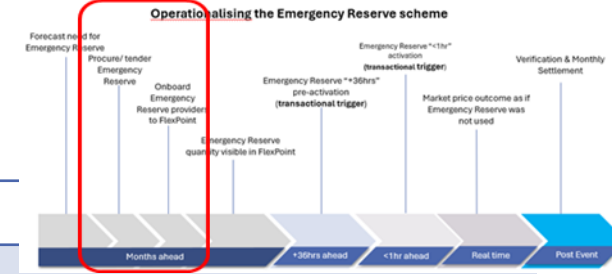 Operationalising the Emergency Reserve scheme
Forecast need for
Emergency Reserve
Procure/ tender
Emergency
Reserve
Onboard
Emergency
Reserve providers
to FlexPoint
Emergency Reserve
quantity visible in FlexPoint
Emergency Reserve "+36hrs"
pre-activation
(transactional trigger)
Emergency Reserve "<1hr"
activation
(transactional trigger)
Market price outcome as if
Emergency Reserve was
not used
Verification & Monthly
Settlement
Months ahead
+36hrs ahead
<1hr ahead
Real time
Post Event